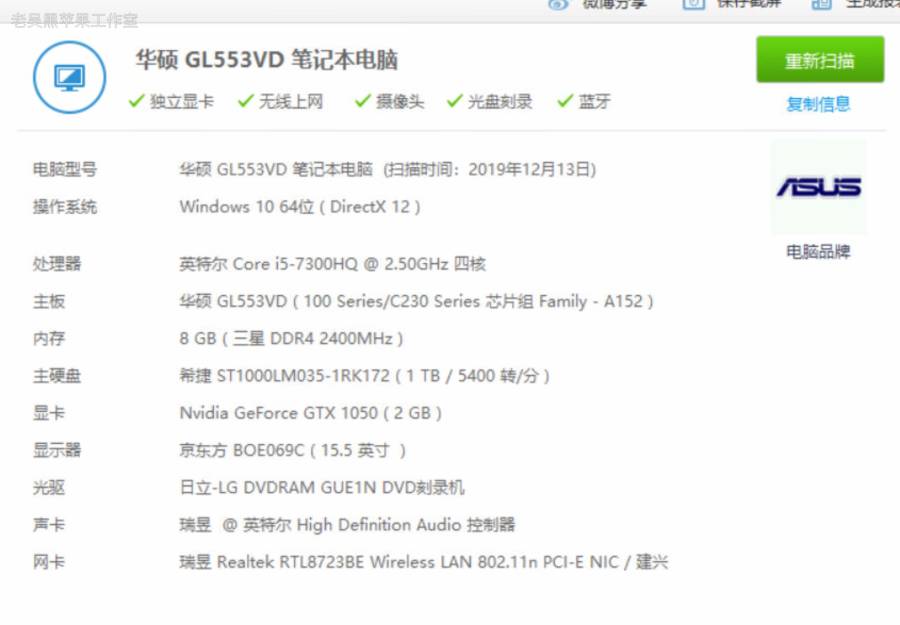 老吴黑苹果工作室
微博分享 保存截屏 生成报表
华硕 GL553VD 笔记本电脑
重新扫描
独立显卡 无线上网 摄像头 光盘刻录 蓝牙
复制信息
电脑型号 华硕 GL553VD 笔记本电脑 (扫描时间：2019年12月13日)
ASUS
操作系统 Windows 10 64位 ( DirectX 12 )
电脑品牌
处理器 英特尔 Core i5-7300HQ @ 2.50GHz 四核
主板 华硕 GL553VD ( 100 Series/C230 Series 芯片组 Family - A152 )
内存 8 GB ( 三星 DDR4 2400MHz )
主硬盘 希捷 ST1000LM035-1RK172 ( 1 TB / 5400 转/分 )
显卡 Nvidia GeForce GTX 1050 ( 2 GB )
显示器 京东方 BOE069C ( 15.5 英寸 )
光驱 日立-LG DVDRAM GUE1N DVD刻录机
声卡 瑞昱 @ 英特尔 High Definition Audio 控制器
网卡 瑞昱 Realtek RTL8723BE Wireless LAN 802.11n PCI-E NIC / 建兴